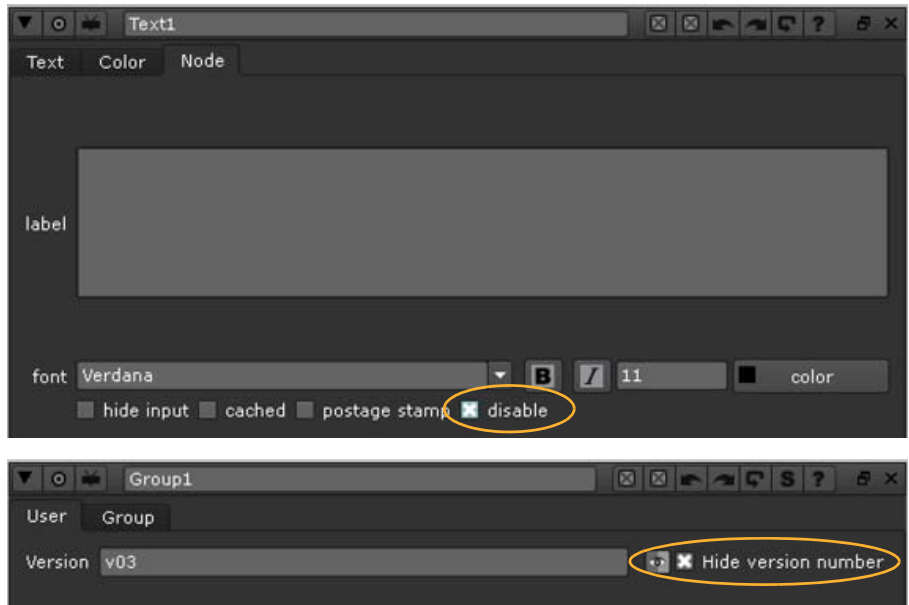 Text1 ?
Text Color Node
label
font Verdana B I 11 color
hide input cached postage stamp disable
Group1 S ?
User Group
Version v03 Hide version number